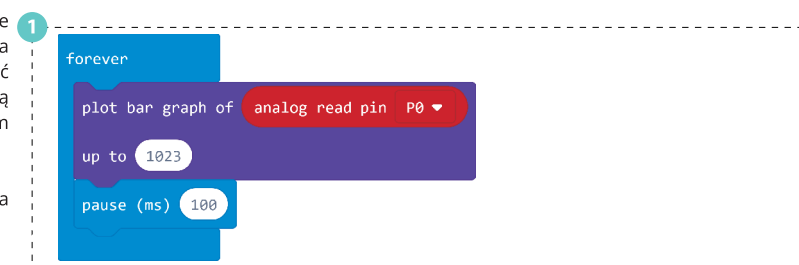 e
a
ć
ą
m
a
1
forever
plot bar graph of analog read pin P0
up to 1023
pause (ms) 100